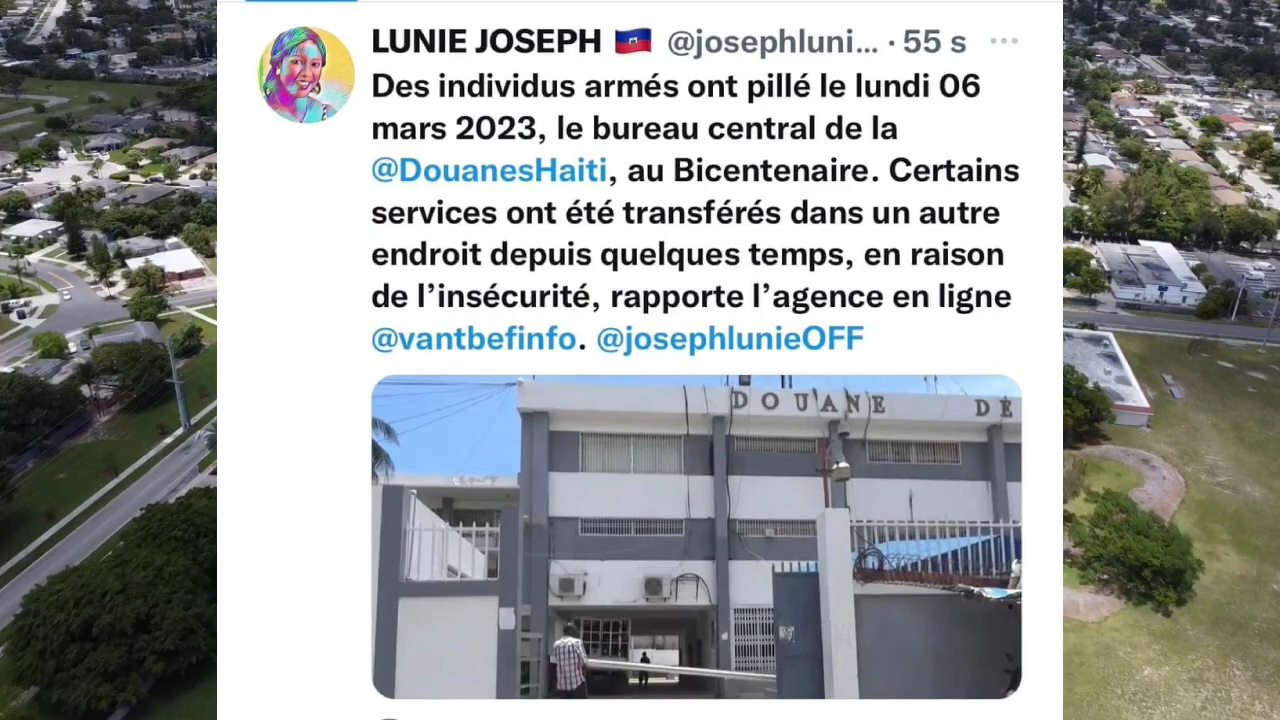 LUNIE JOSEPH 🇭🇹 @josephluni... · 55 s
Des individus armés ont pillé le lundi 06
mars 2023, le bureau central de la
@DouanesHaiti, au Bicentenaire. Certains
services ont été transférés dans un autre
endroit depuis quelques temps, en raison
de l’insécurité, rapporte l’agence en ligne
@vantbefinfo. @josephlunieOFF
DOUANE DE